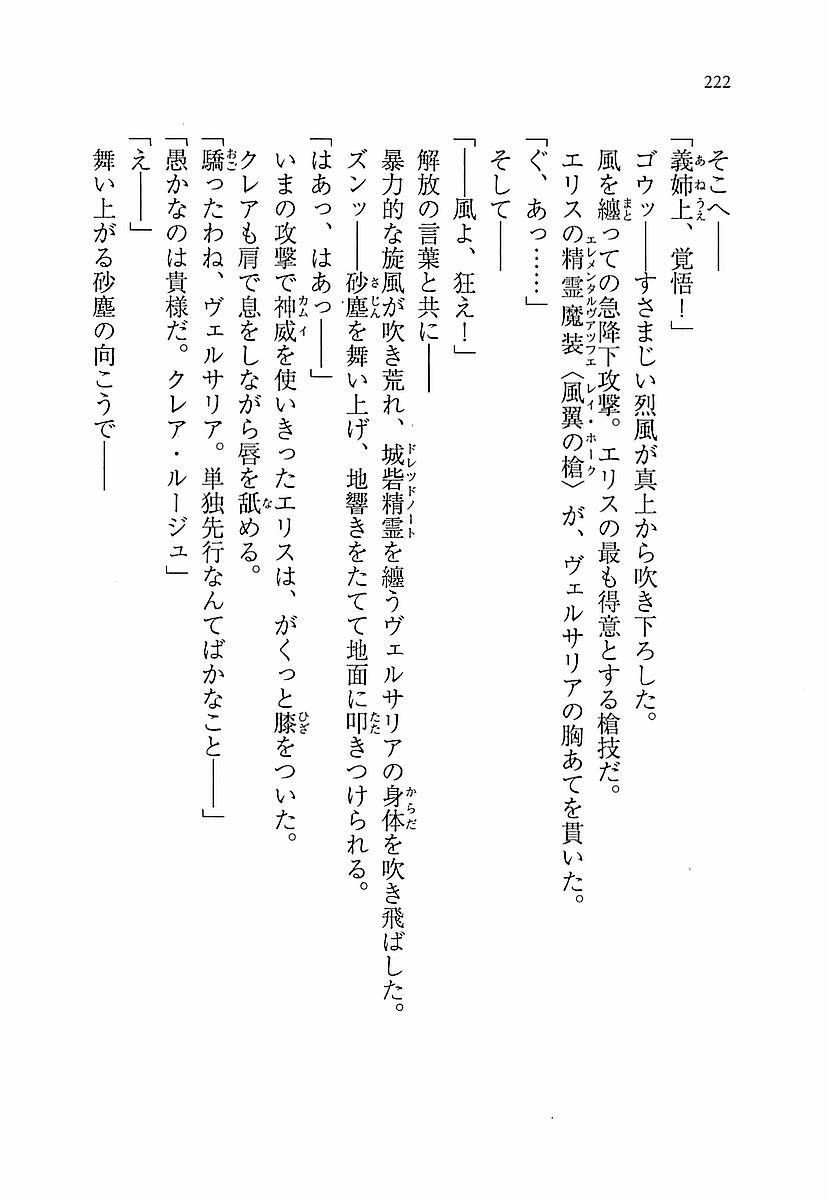 222
そこへ――
「義姉上、覚悟！」
ゴウッ――すさまじい烈風が真上から吹き下ろした。
風を纏っての急降下攻撃。エリスの最も得意とする槍技だ。
エリスの精霊魔装〈風翼の槍〉が、ヴェルサリアの胸あてを貫いた。
「ぐ、あっ……」
そして――
「――風よ、狂え！」
解放の言葉と共に――
暴力的な旋風が吹き荒れ、城砦精霊を纏うヴェルサリアの身体を吹き飛ばした。
ズンッ――砂塵を舞い上げ、地響きをたてて地面に叩きつけられる。
「はあっ、はあっ――」
いまの攻撃で神威を使いきったエリスは、がくっと膝をついた。
クレアも肩で息をしながら唇を舐める。
「驕ったわね、ヴェルサリア。単独先行なんてばかなこと――」
「愚かなのは貴様だ。クレア・ルージュ」
「え――」
舞い上がる砂塵の向こうで――